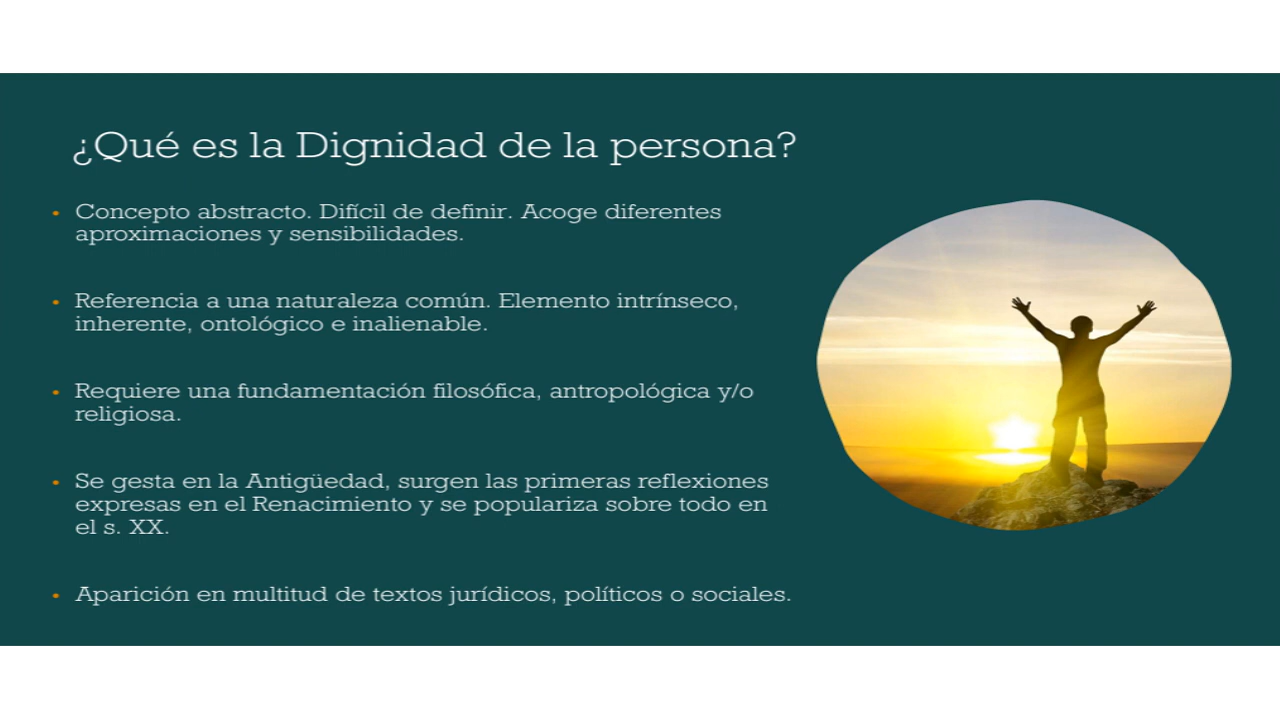 ¿Qué es la Dignidad de la persona?
• Concepto abstracto. Difícil de definir. Acoge diferentes
aproximaciones y sensibilidades.
• Referencia a una naturaleza común. Elemento intrínseco,
inherente, ontológico e inalienable.
• Requiere una fundamentación filosófica, antropológica y/o
religiosa.
• Se gesta en la Antigüedad, surgen las primeras reflexiones
expresas en el Renacimiento y se populariza sobre todo en
el s. XX.
• Aparición en multitud de textos jurídicos, políticos o sociales.